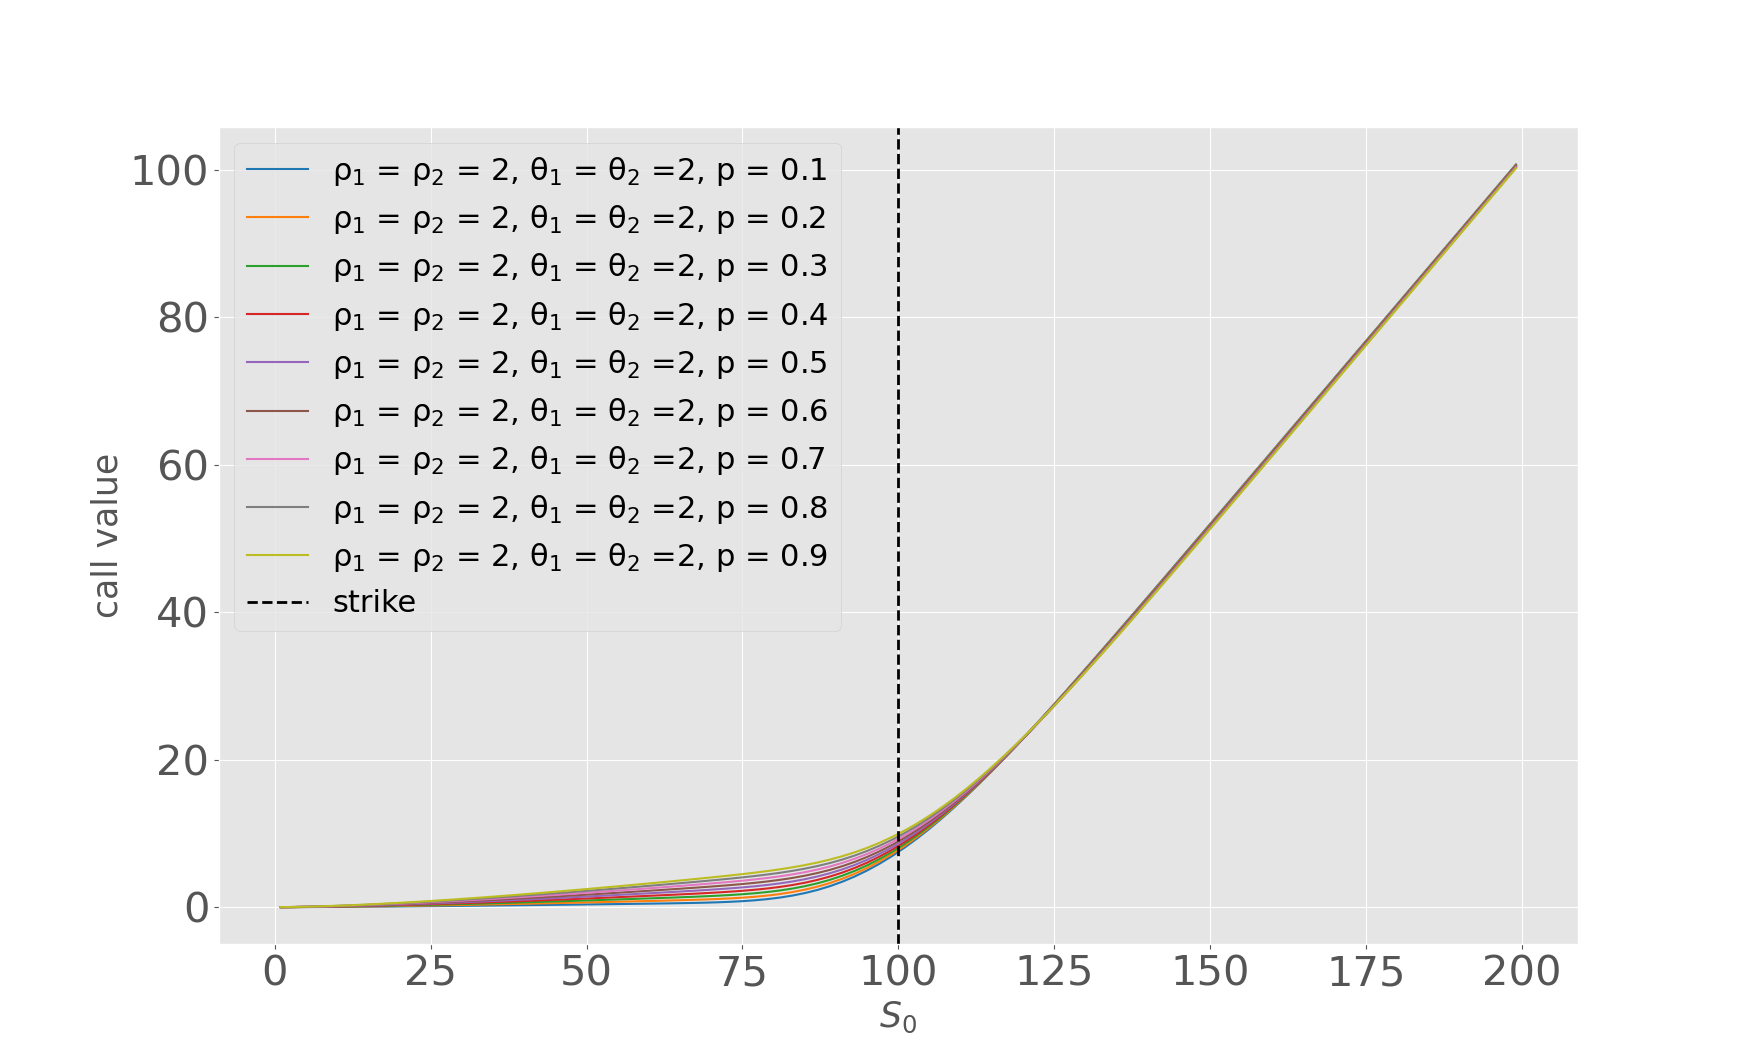 ρ₁ = ρ₂ = 2, θ₁ = θ₂ =2, p = 0.1
ρ₁ = ρ₂ = 2, θ₁ = θ₂ =2, p = 0.2
ρ₁ = ρ₂ = 2, θ₁ = θ₂ =2, p = 0.3
ρ₁ = ρ₂ = 2, θ₁ = θ₂ =2, p = 0.4
ρ₁ = ρ₂ = 2, θ₁ = θ₂ =2, p = 0.5
ρ₁ = ρ₂ = 2, θ₁ = θ₂ =2, p = 0.6
ρ₁ = ρ₂ = 2, θ₁ = θ₂ =2, p = 0.7
ρ₁ = ρ₂ = 2, θ₁ = θ₂ =2, p = 0.8
ρ₁ = ρ₂ = 2, θ₁ = θ₂ =2, p = 0.9
strike
100
80
60
40
20
0
call value
0 25 50 75 100 125 150 175 200
S₀